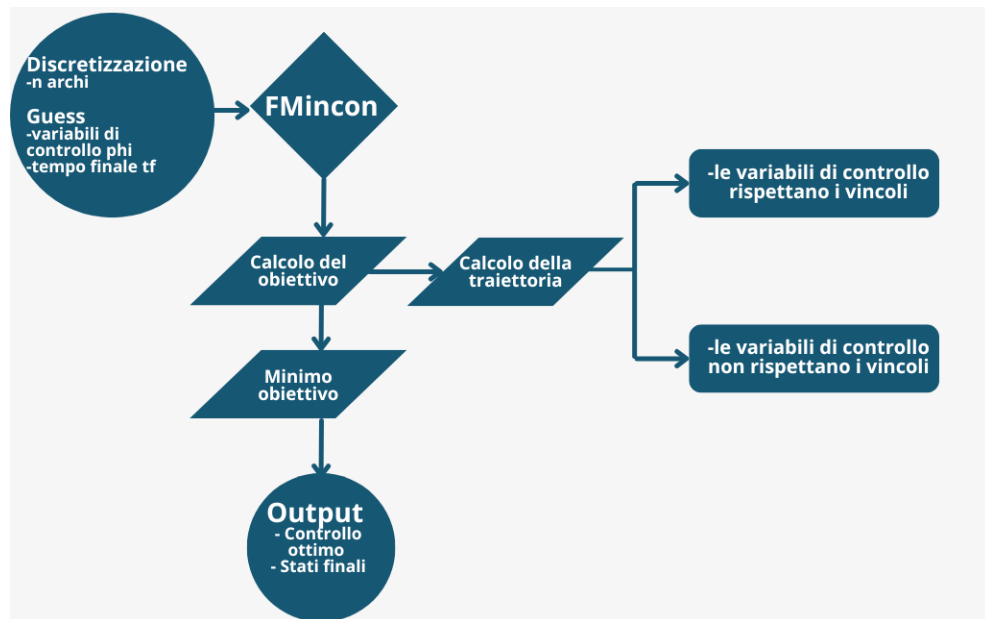 Discretizzazione
-n archi
Guess
-variabili di
controllo phi
-tempo finale tf
FMincon
Calcolo del
obiettivo
Calcolo della
traiettoria
-le variabili di controllo
rispettano i vincoli
-le variabili di controllo
non rispettano i vincoli
Minimo
obiettivo
Output
- Controllo
ottimo
- Stati finali